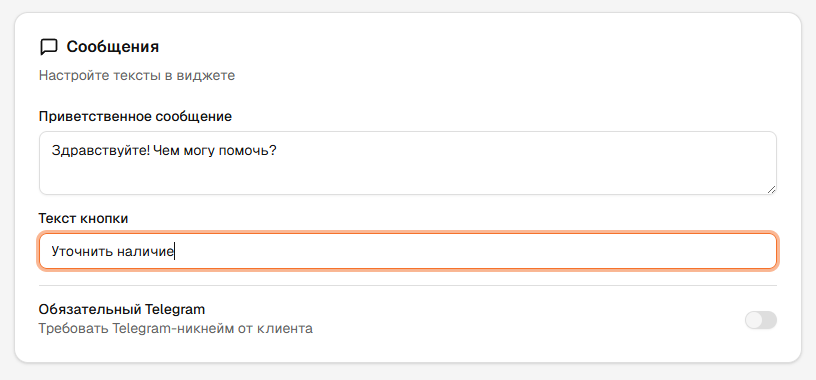 Сообщения
Настройте тексты в виджете
Приветственное сообщение
Здравствуйте! Чем могу помочь?
Текст кнопки
Уточнить наличие
Обязательный Telegram
Требовать Telegram-никнейм от клиента